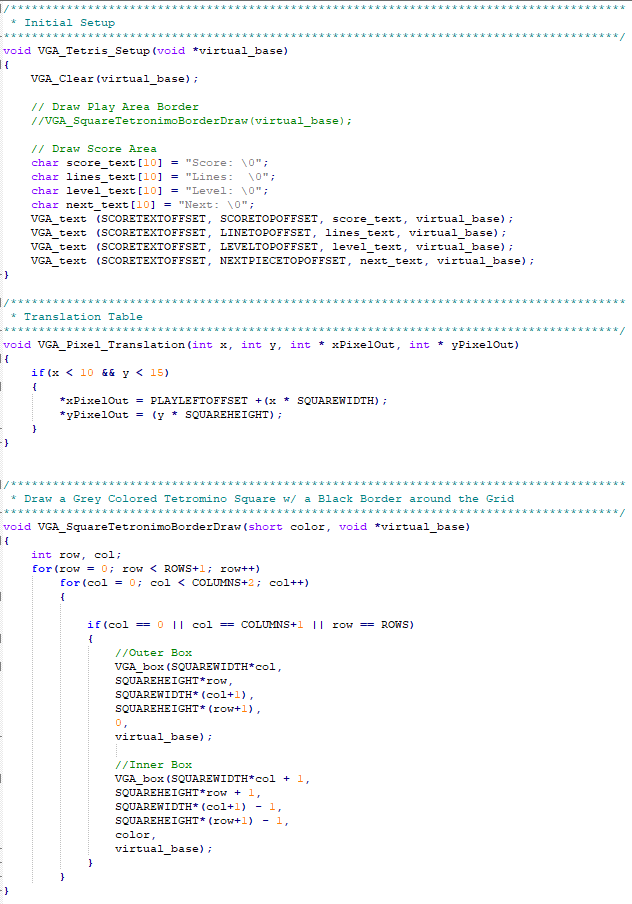 /****************************************************************************************
 * Initial Setup
****************************************************************************************/
void VGA_Tetris_Setup(void *virtual_base)
{
    VGA_Clear(virtual_base);

    // Draw Play Area Border
    //VGA_SquareTetronimoBorderDraw(virtual_base);

    // Draw Score Area
    char score_text[10] = "Score: \0";
    char lines_text[10] = "Lines:  \0";
    char level_text[10] = "Level: \0";
    char next_text[10] = "Next: \0";
    VGA_text (SCORETEXTOFFSET, SCORETOPOFFSET, score_text, virtual_base);
    VGA_text (SCORETEXTOFFSET, LINETOPOFFSET, lines_text, virtual_base);
    VGA_text (SCORETEXTOFFSET, LEVELTOPOFFSET, level_text, virtual_base);
    VGA_text (SCORETEXTOFFSET, NEXTPIECETOPOFFSET, next_text, virtual_base);
}

/****************************************************************************************
 * Translation Table
****************************************************************************************/
void VGA_Pixel_Translation(int x, int y, int * xPixelOut, int * yPixelOut)
{
    if(x < 10 && y < 15)
    {
        *xPixelOut = PLAYLEFTOFFSET +(x * SQUAREWIDTH);
        *yPixelOut = (y * SQUAREHEIGHT);
    }
}

/****************************************************************************************
 * Draw a Grey Colored Tetromino Square w/ a Black Border around the Grid
****************************************************************************************/
void VGA_SquareTetronimoBorderDraw(short color, void *virtual_base)
{
    int row, col;
    for(row = 0; row < ROWS+1; row++)
        for(col = 0; col < COLUMNS+2; col++)
        {

            if(col == 0 || col == COLUMNS+1 || row == ROWS)
            {
                //Outer Box
                VGA_box(SQUAREWIDTH*col,
                SQUAREHEIGHT*row,
                SQUAREWIDTH*(col+1),
                SQUAREHEIGHT*(row+1),
                0,
                virtual_base);

                //Inner Box
                VGA_box(SQUAREWIDTH*col + 1,
                SQUAREHEIGHT*row + 1,
                SQUAREWIDTH*(col+1) - 1,
                SQUAREHEIGHT*(row+1) - 1,
                color,
                virtual_base);
            }
        }
}